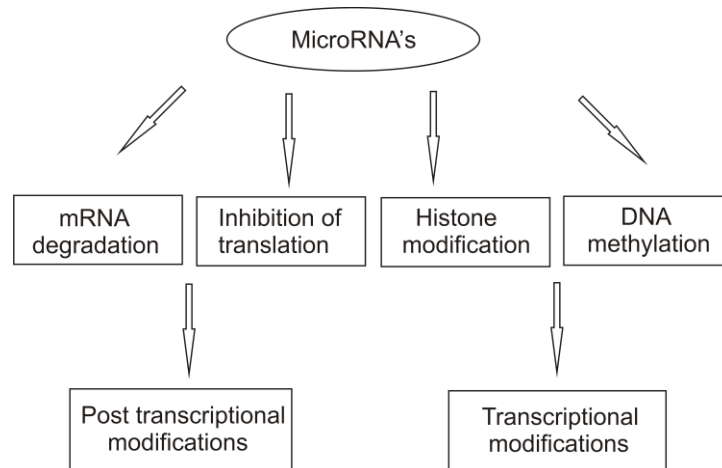 MicroRNA's
mRNA
degradation
Inhibition of
translation
Histone
modification
DNA
methylation
Post transcriptional
modifications
Transcriptional
modifications